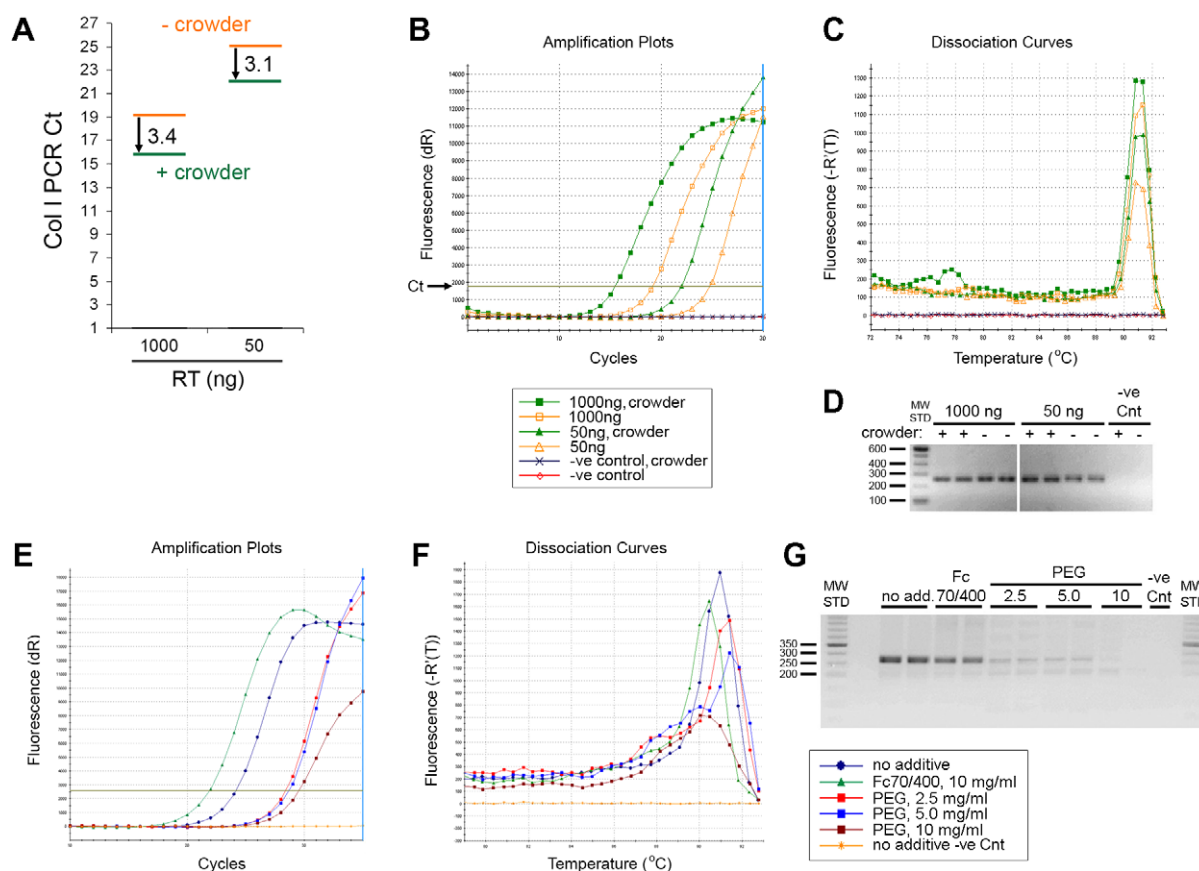 A
- crowder
3.4
3.1
+ crowder
Col I PCR Ct
27
25
23
21
19
17
15
13
11
9
7
5
3
1
1000
50
RT (ng)
B
Amplification Plots
Fluorescence (dR)
14000
13000
12000
11000
10000
9000
8000
7000
6000
5000
4000
3000
2000
1000
0
Ct
10
20
30
Cycles
1000ng, crowder
1000ng
50ng, crowder
50ng
-ve control, crowder
-ve control
C
Dissociation Curves
Fluorescence (-R'(T))
1300
1200
1100
1000
900
800
700
600
500
400
300
200
100
0
72 74 76 78 80 82 84 86 88 90 92
Temperature (°C)
D
MW STD
1000 ng
50 ng
-ve Cnt
crowder: + + - - + + - - + -
600
400
300
200
100
E
Amplification Plots
Fluorescence (dR)
10
20
30
Cycles
F
Dissociation Curves
Fluorescence (-R'(T))
Temperature (°C)
G
MW STD
no add.
Fc 70/400
PEG
2.5
5.0
10
-ve Cnt
MW STD
350
300
250
200
no additive
Fc70/400, 10 mg/ml
PEG, 2.5 mg/ml
PEG, 5.0 mg/ml
PEG, 10 mg/ml
no additive -ve Cnt